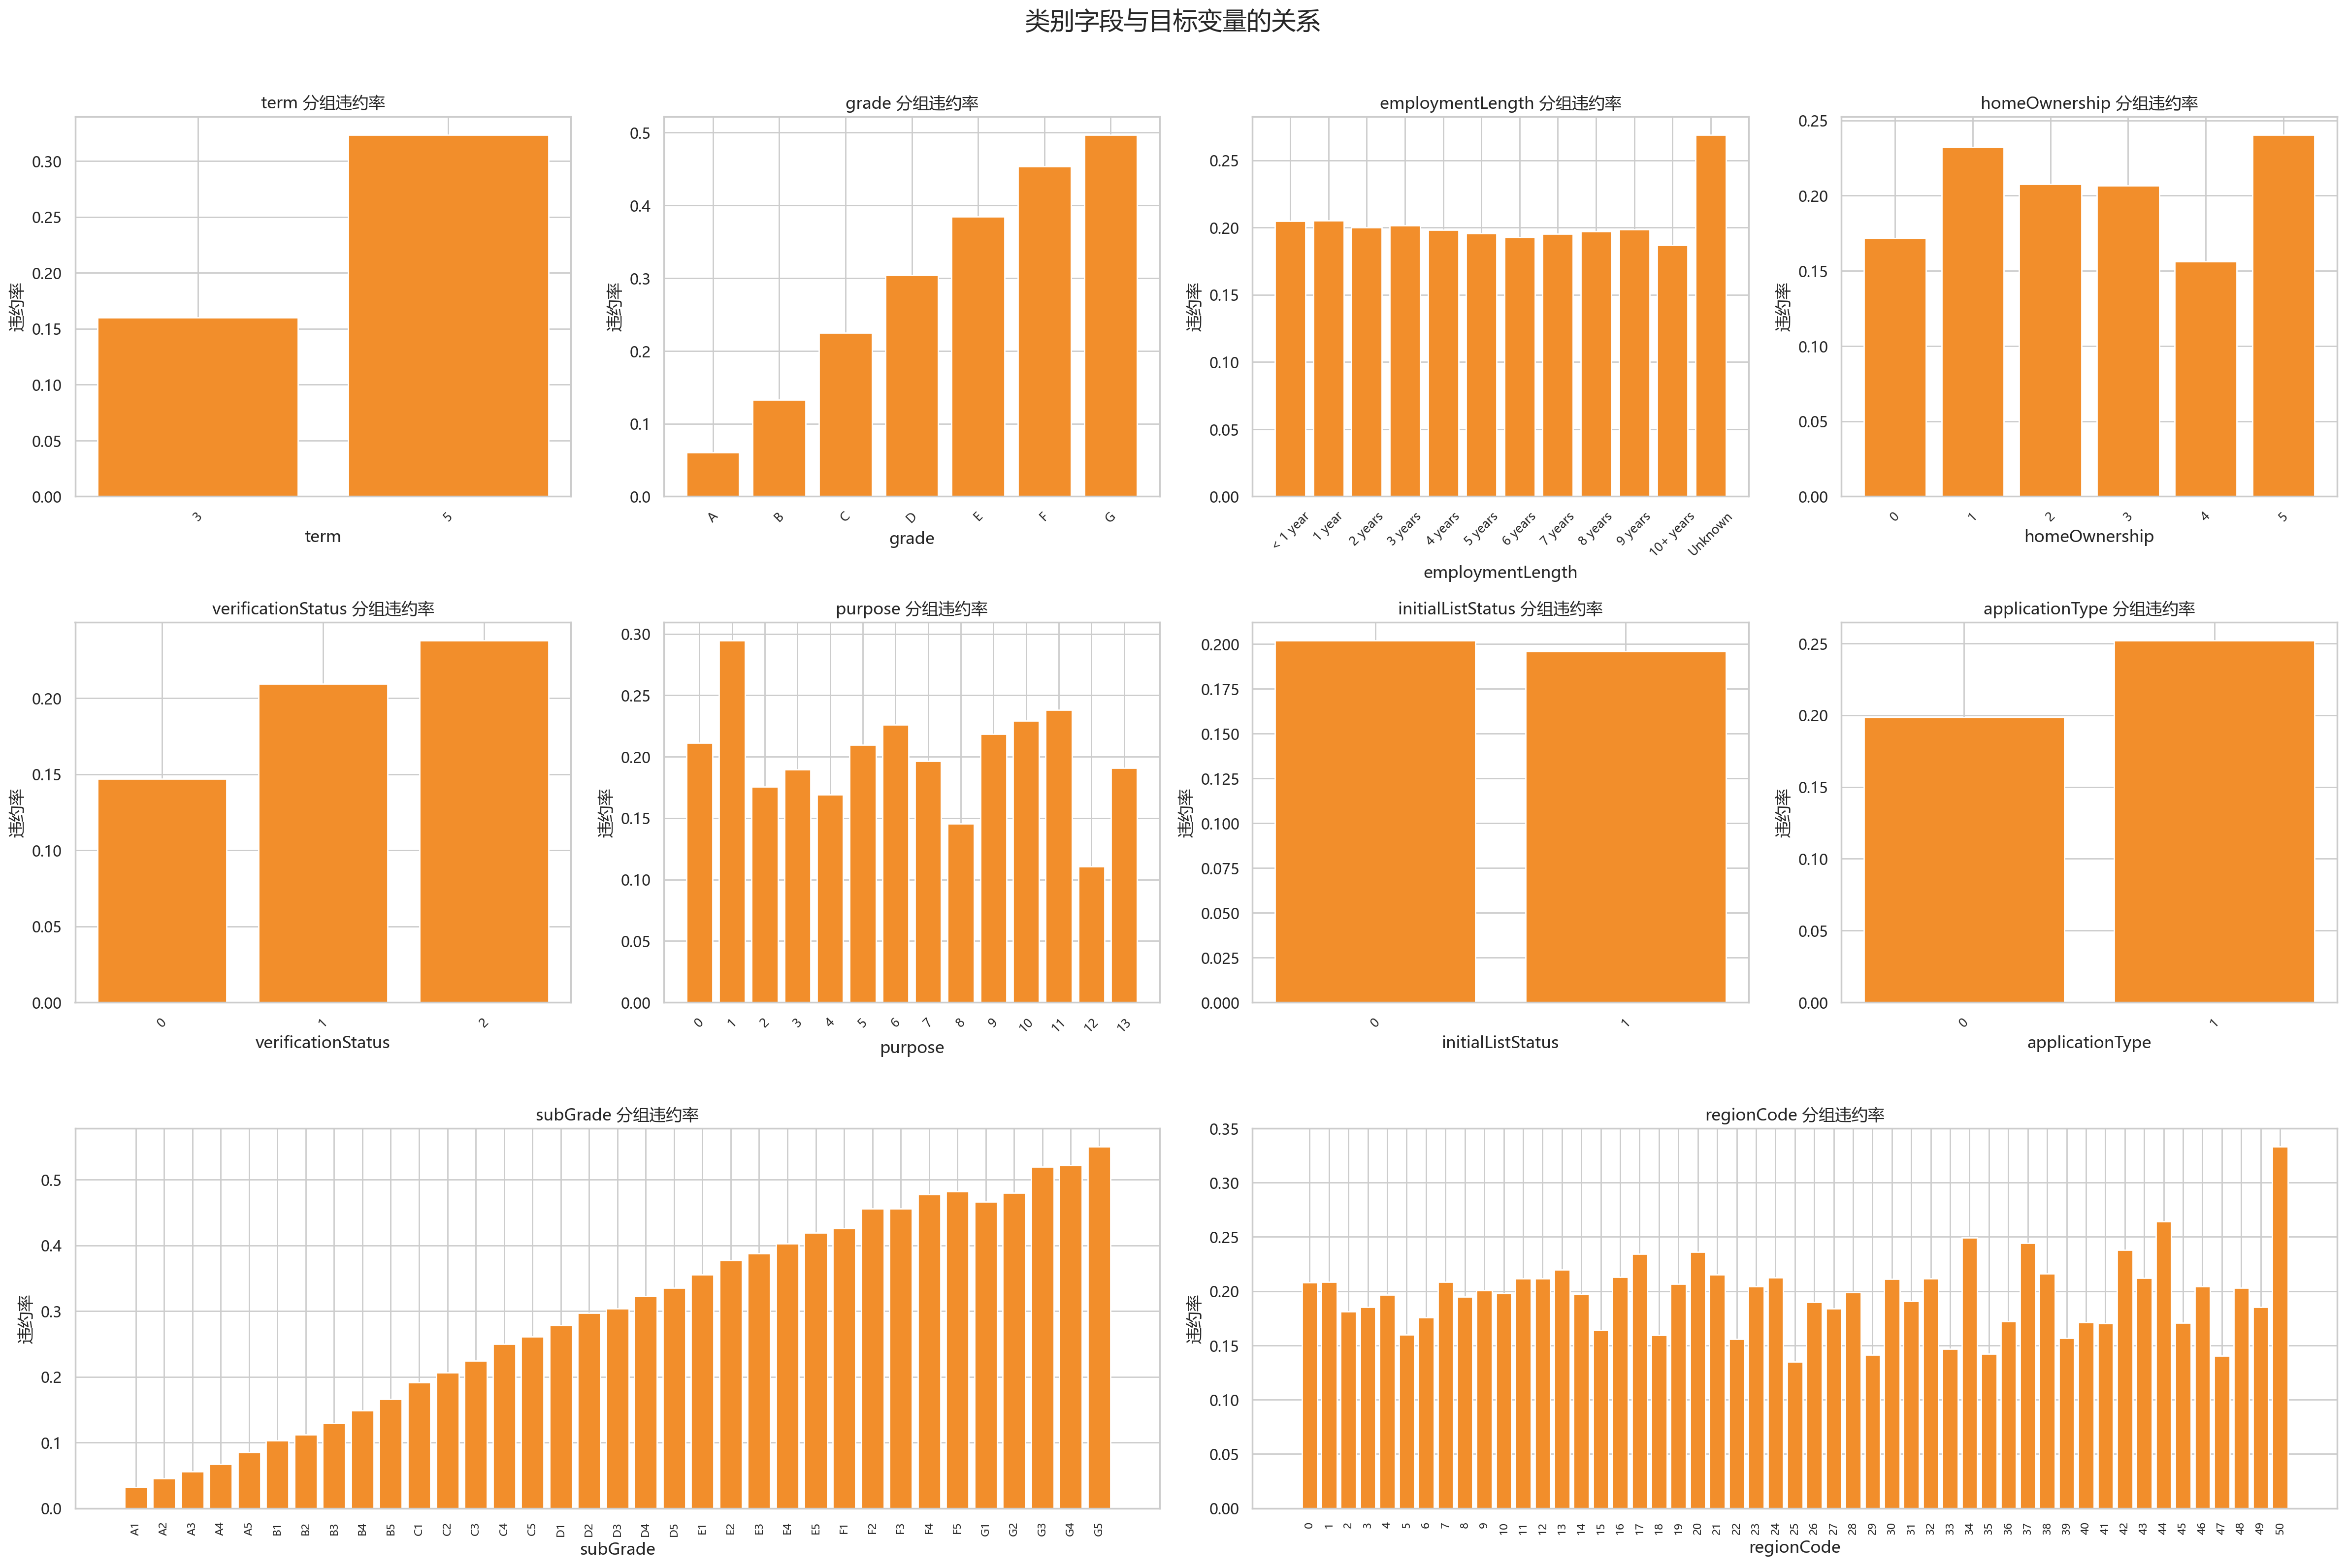 类别字段与目标变量的关系
term 分组违约率
违约率
0.30
0.25
0.20
0.15
0.10
0.05
0.00
3 5
term
grade 分组违约率
违约率
0.5
0.4
0.3
0.2
0.1
0.0
A B C D E F G
grade
employmentLength 分组违约率
违约率
0.25
0.20
0.15
0.10
0.05
0.00
< 1 year 1 year 2 years 3 years 4 years 5 years 6 years 7 years 8 years 9 years 10+ years Unknown
employmentLength
homeOwnership 分组违约率
违约率
0.25
0.20
0.15
0.10
0.05
0.00
0 1 2 3 4 5
homeOwnership
verificationStatus 分组违约率
违约率
0.20
0.15
0.10
0.05
0.00
0 1 2
verificationStatus
purpose 分组违约率
违约率
0.30
0.25
0.20
0.15
0.10
0.05
0.00
0 1 2 3 4 5 6 7 8 9 10 11 12 13
purpose
initialListStatus 分组违约率
违约率
0.200
0.175
0.150
0.125
0.100
0.075
0.050
0.025
0.000
0 1
initialListStatus
applicationType 分组违约率
违约率
0.25
0.20
0.15
0.10
0.05
0.00
0 1
applicationType
subGrade 分组违约率
违约率
0.5
0.4
0.3
0.2
0.1
0.0
A1 A2 A3 A4 A5 B1 B2 B3 B4 B5 C1 C2 C3 C4 C5 D1 D2 D3 D4 D5 E1 E2 E3 E4 E5 F1 F2 F3 F4 F5 G1 G2 G3 G4 G5
subGrade
regionCode 分组违约率
违约率
0.35
0.30
0.25
0.20
0.15
0.10
0.05
0.00
0 1 2 3 4 5 6 7 8 9 10 11 12 13 14 15 16 17 18 19 20 21 22 23 24 25 26 27 28 29 30 31 32 33 34 35 36 37 38 39 40 41 42 43 44 45 46 47 48 49 50
regionCode